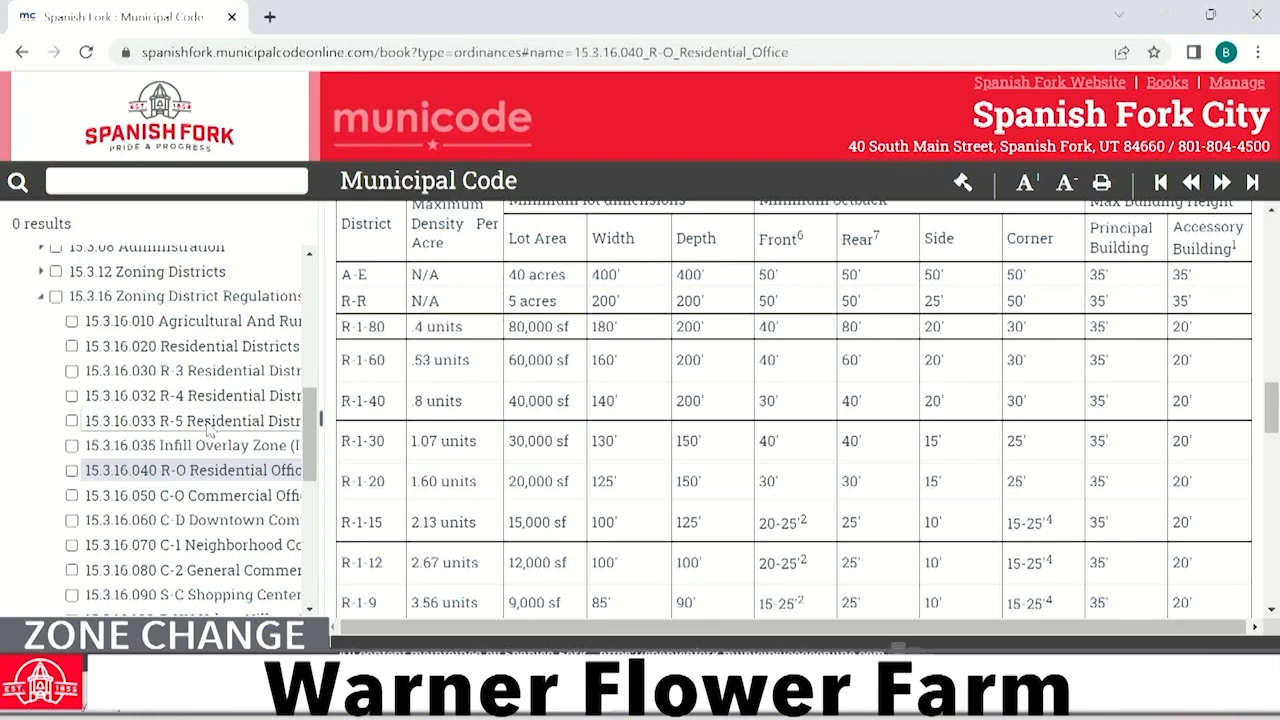 mc Spanish Fork : Municipal Code
spanishfork.municipalcodeonline.com/book?type=ordinances#name=15.3.16.040_R-O_Residential_Office
B
EST. 1855
SPANISH FORK
PRIDE & PROGRESS
municode
Spanish Fork Website | Books | Manage
Spanish Fork City
40 South Main Street, Spanish Fork, UT 84660 / 801-804-4500
Municipal Code
0 results
15.3.08 Administration
15.3.12 Zoning Districts
15.3.16 Zoning District Regulations
15.3.16.010 Agricultural And Rur
15.3.16.020 Residential Districts
15.3.16.030 R-3 Residential Distr
15.3.16.032 R-4 Residential Distr
15.3.16.033 R-5 Residential Distr
15.3.16.035 Infill Overlay Zone (I
15.3.16.040 R-O Residential Offic
15.3.16.050 C-O Commercial Offi
15.3.16.060 C-D Downtown Com
15.3.16.070 C-1 Neighborhood Co
15.3.16.080 C-2 General Commer
15.3.16.090 S-C Shopping Center
District Maximum Density Per Acre Minimum lot dimensions Minimum Setback Max Building Height
Lot Area Width Depth Front6 Rear7 Side Corner Principal Building Accessory Building1
A-E N/A 40 acres 400' 400' 50' 50' 50' 50' 35' 35'
R-R N/A 5 acres 200' 200' 50' 50' 25' 50' 35' 35'
R-1-80 .4 units 80,000 sf 180' 200' 40' 80' 20' 30' 35' 20'
R-1-60 .53 units 60,000 sf 160' 200' 40' 60' 20' 30' 35' 20'
R-1-40 .8 units 40,000 sf 140' 200' 30' 40' 20' 30' 35' 20'
R-1-30 1.07 units 30,000 sf 130' 150' 40' 40' 15' 25' 35' 20'
R-1-20 1.60 units 20,000 sf 125' 150' 30' 30' 15' 25' 35' 20'
R-1-15 2.13 units 15,000 sf 100' 125' 20-25'2 25' 10' 15-25'4 35' 20'
R-1-12 2.67 units 12,000 sf 100' 100' 20-25'2 25' 10' 15-25'4 35' 20'
R-1-9 3.56 units 9,000 sf 85' 90' 15-25'2 25' 10' 15-25'4 35' 20'
ZONE CHANGE
EST. 1855
Warner Flower Farm